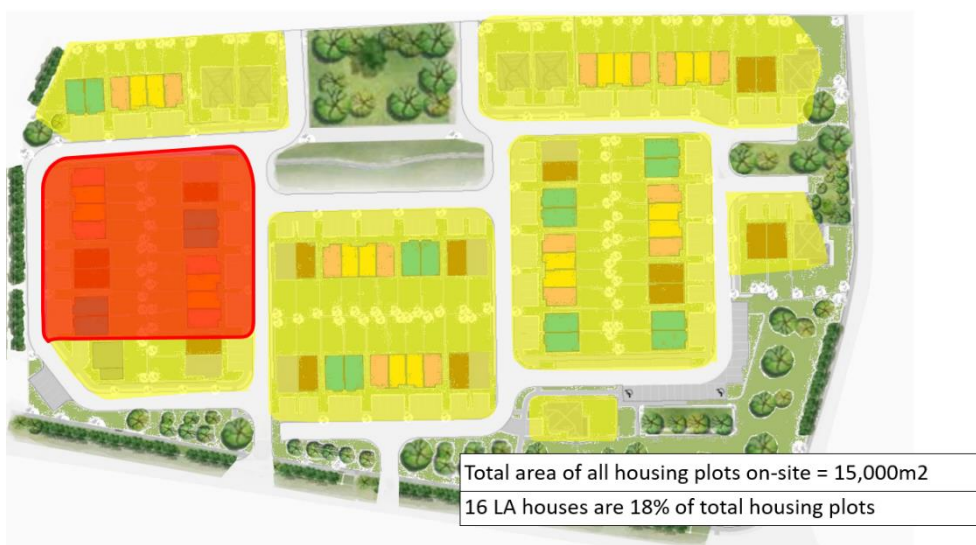 Total area of all housing plots on-site = 15,000m2
16 LA houses are 18% of total housing plots